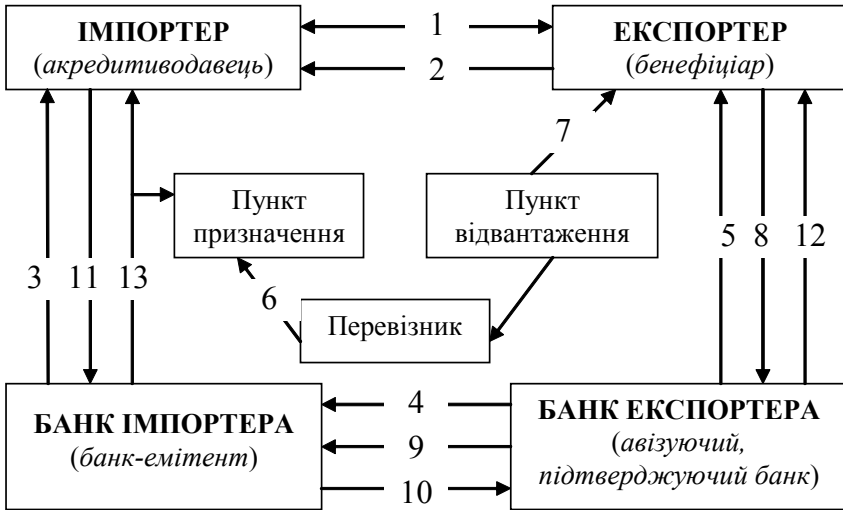 ІМПОРТЕР
(акредитиводавець)
1
2
ЕКСПОРТЕР
(бенефіціар)
7
Пункт
призначення
Пункт
відвантаження
3
11
13
5
8
12
6
Перевізник
БАНК ІМПОРТЕРА
(банк-емітент)
4
9
10
БАНК ЕКСПОРТЕРА
(авізуючий,
підтверджуючий банк)